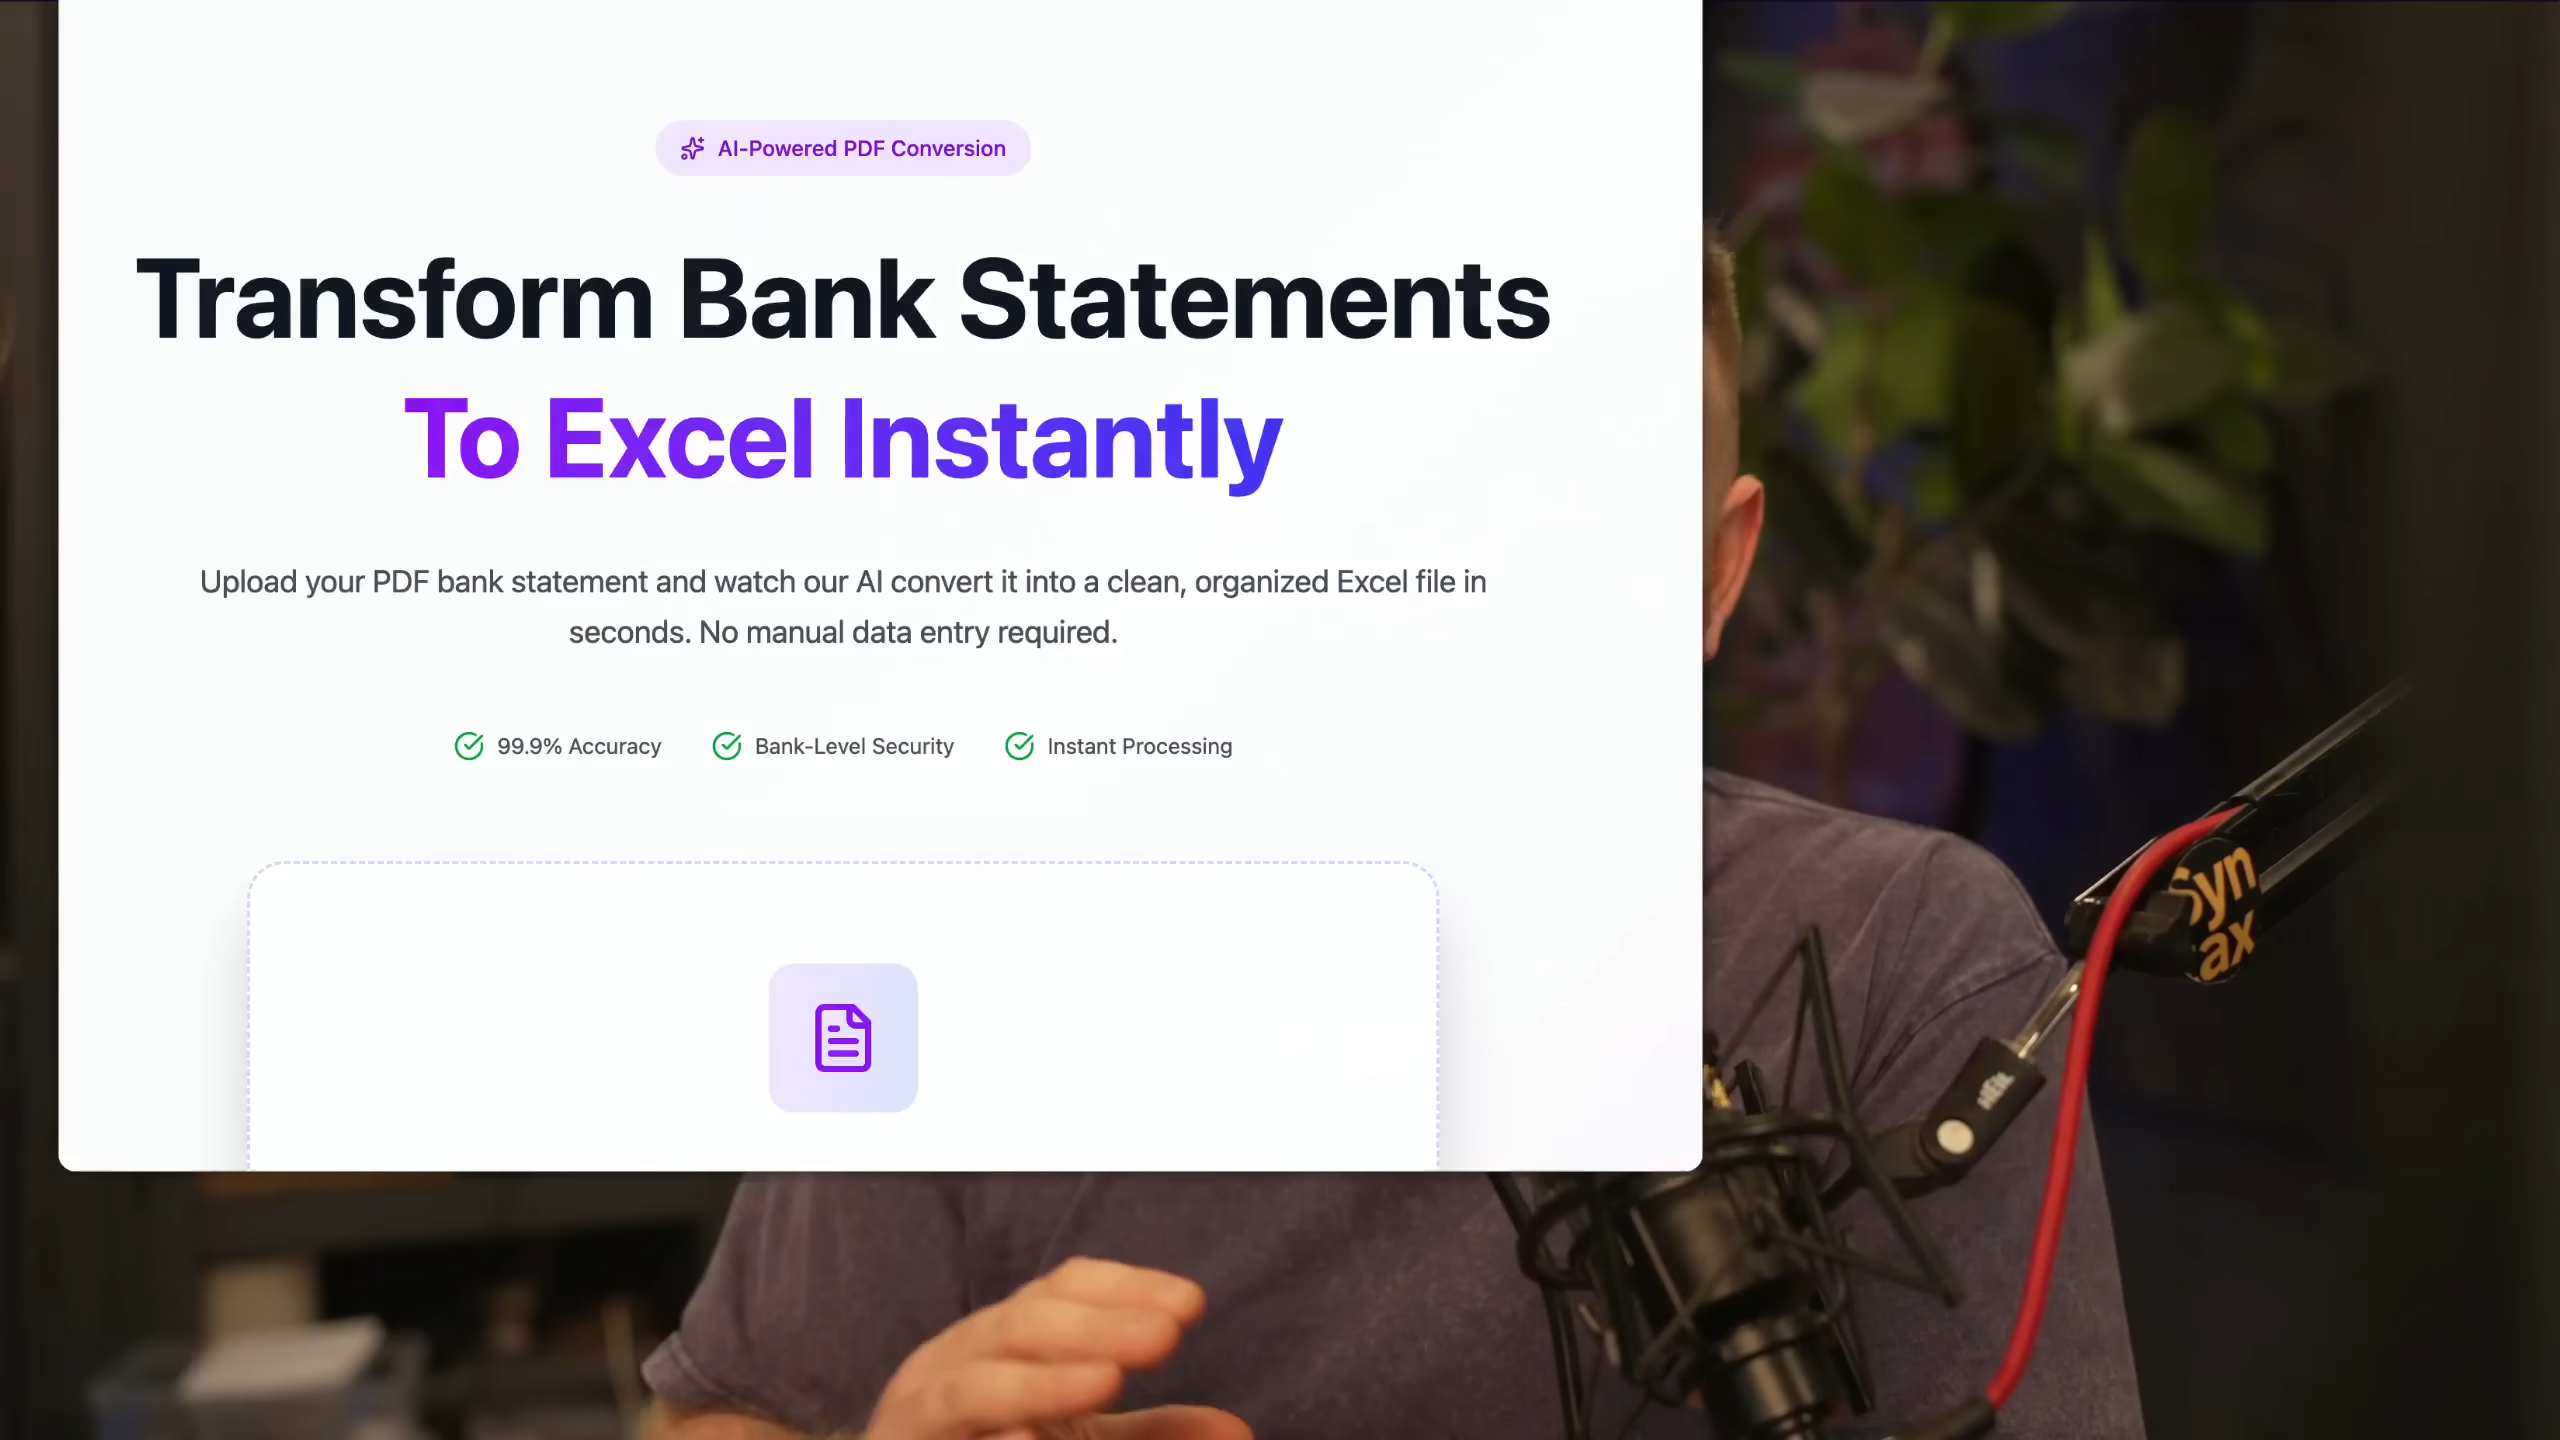 AI-Powered PDF Conversion
Transform Bank Statements
To Excel Instantly
Upload your PDF bank statement and watch our AI convert it into a clean, organized Excel file in
seconds. No manual data entry required.
99.9% Accuracy
Bank-Level Security
Instant Processing
Syn
ax